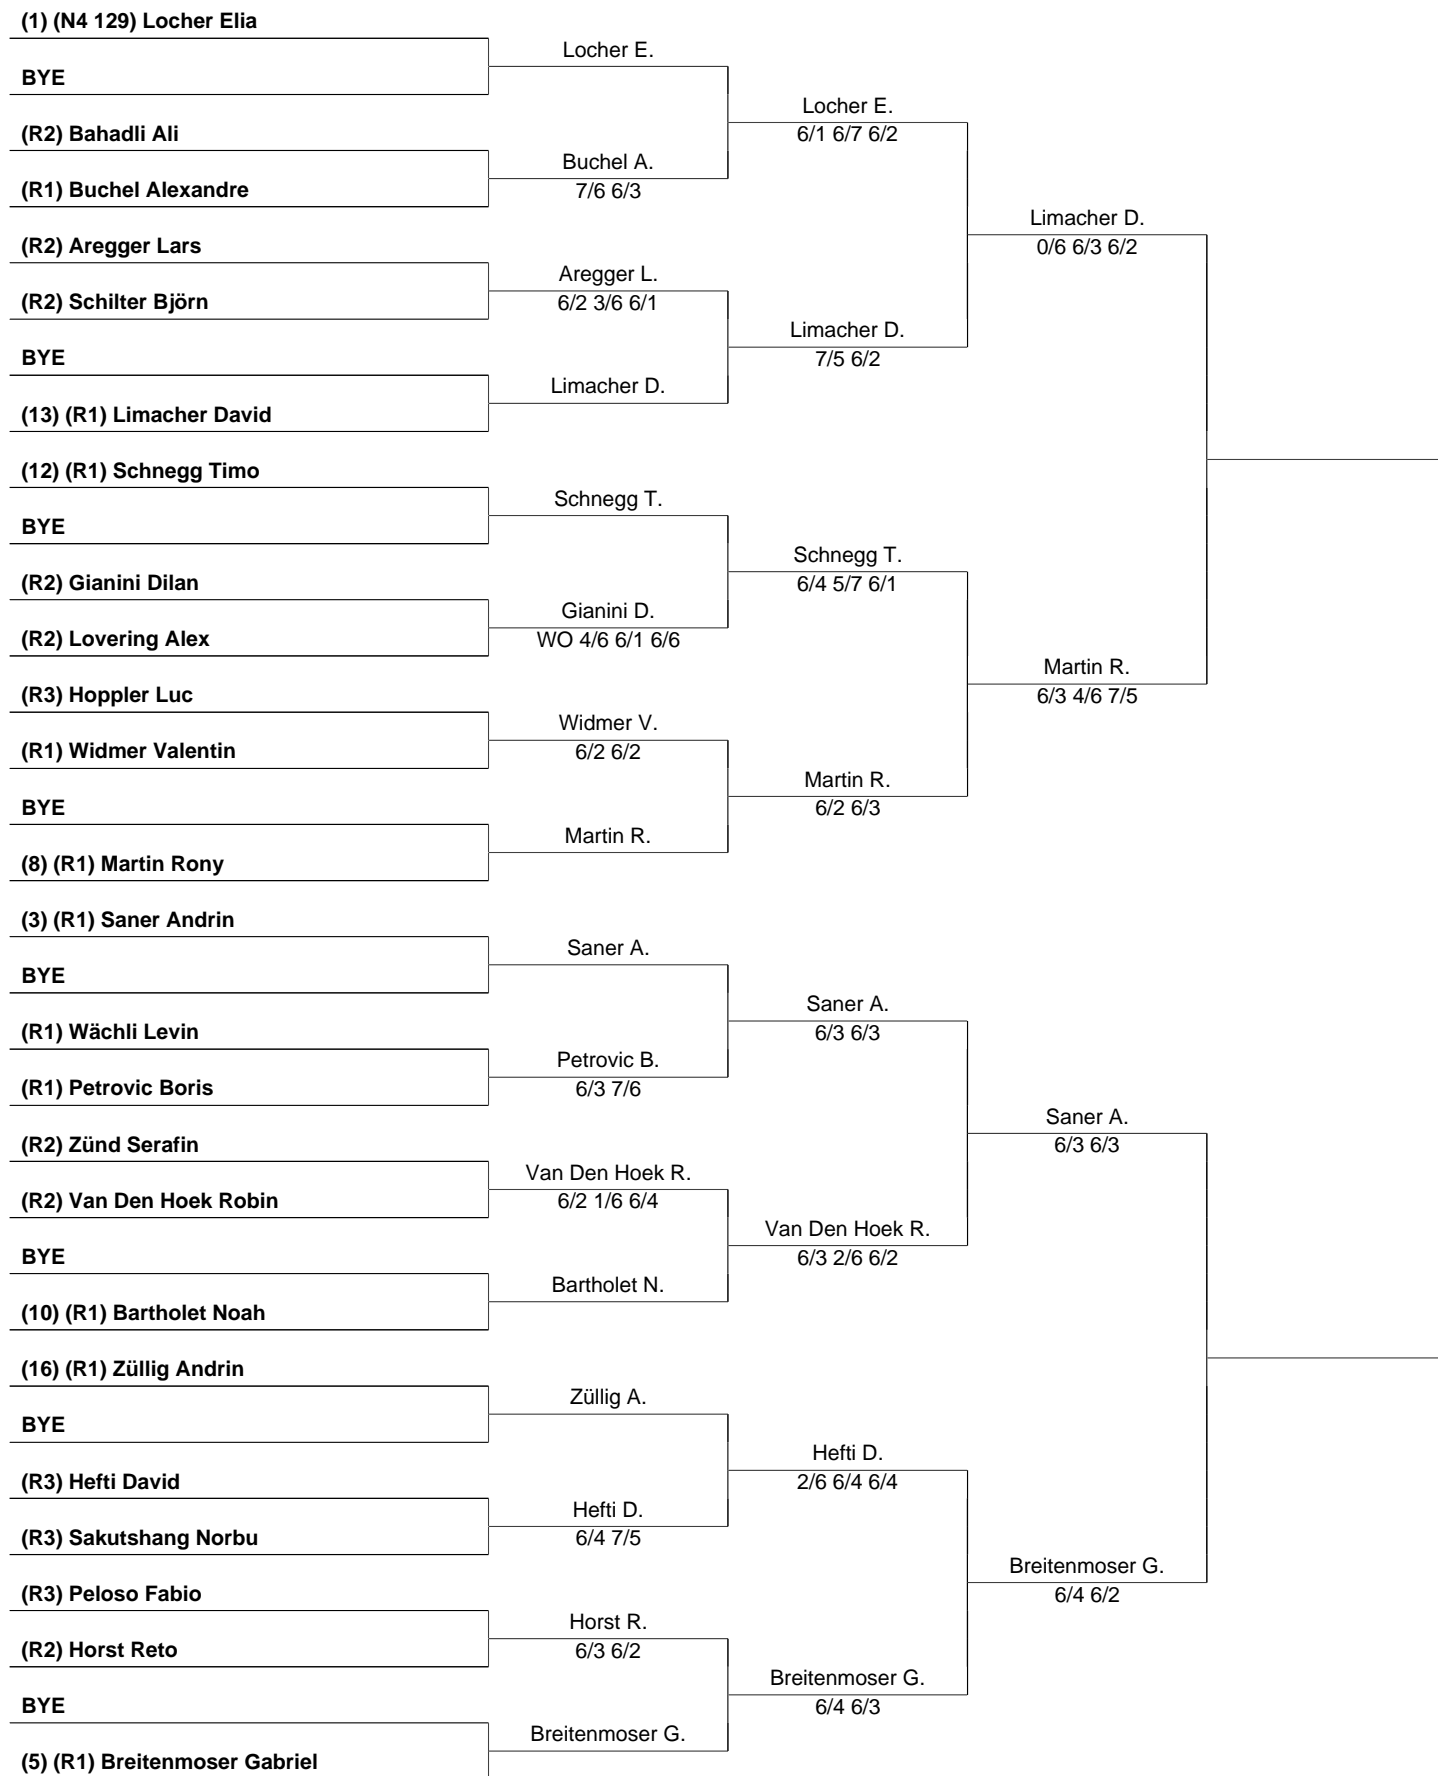 (1) (N4 129) Locher Elia
Locher E.
BYE
Locher E.
6/1 6/7 6/2
(R2) Bahadli Ali
Buchel A.
7/6 6/3
(R1) Buchel Alexandre
Limacher D.
0/6 6/3 6/2
(R2) Aregger Lars
Aregger L.
6/2 3/6 6/1
(R2) Schilter Björn
Limacher D.
7/5 6/2
BYE
Limacher D.
(13) (R1) Limacher David
(12) (R1) Schnegg Timo
Schnegg T.
BYE
Schnegg T.
6/4 5/7 6/1
(R2) Gianini Dilan
Gianini D.
WO 4/6 6/1 6/6
(R2) Lovering Alex
Martin R.
6/3 4/6 7/5
(R3) Hoppler Luc
Widmer V.
6/2 6/2
(R1) Widmer Valentin
Martin R.
6/2 6/3
BYE
Martin R.
(8) (R1) Martin Rony
(3) (R1) Saner Andrin
Saner A.
BYE
Saner A.
6/3 6/3
(R1) Wächli Levin
Petrovic B.
6/3 7/6
(R1) Petrovic Boris
Saner A.
6/3 6/3
(R2) Zünd Serafin
Van Den Hoek R.
6/2 1/6 6/4
(R2) Van Den Hoek Robin
Van Den Hoek R.
6/3 2/6 6/2
BYE
Bartholet N.
(10) (R1) Bartholet Noah
(16) (R1) Züllig Andrin
Züllig A.
BYE
Hefti D.
2/6 6/4 6/4
(R3) Hefti David
Hefti D.
6/4 7/5
(R3) Sakutshang Norbu
Breitenmoser G.
6/4 6/2
(R3) Peloso Fabio
Horst R.
6/3 6/2
(R2) Horst Reto
Breitenmoser G.
6/4 6/3
BYE
Breitenmoser G.
(5) (R1) Breitenmoser Gabriel